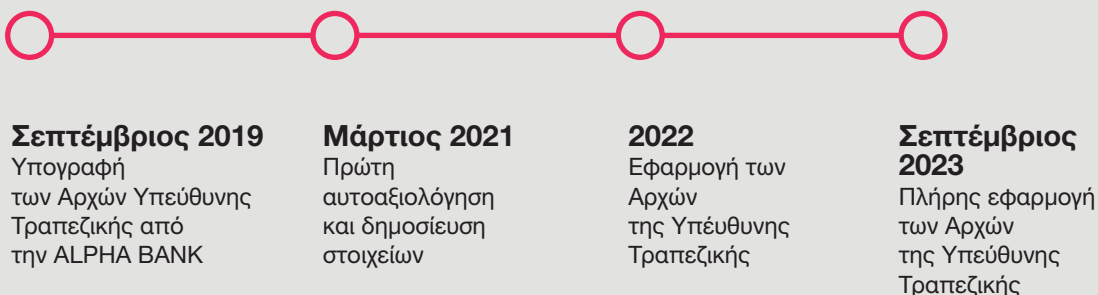 Σεπτέμβριος 2019
Υπογραφή
των Αρχών Υπεύθυνης
Τραπεζικής από
την ALPHA BANK
Μάρτιος 2021
Πρώτη
αυτοαξιολόγηση
και δημοσίευση
στοιχείων
2022
Εφαρμογή των
Αρχών
της Υπέυθυνης
Τραπεζικής
Σεπτέμβριος
2023
Πλήρης εφαρμογή
των Αρχών
της Υπεύθυνης
Τραπεζικής